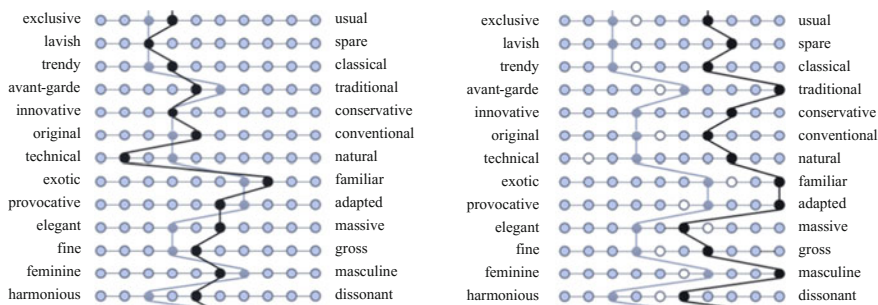 exclusive usual exclusive usual
lavish spare lavish spare
trendy classical trendy classical
avant-garde traditional avant-garde traditional
innovative conservative innovative conservative
original conventional original conventional
technical natural technical natural
exotic familiar exotic familiar
provocative adapted provocative adapted
elegant massive elegant massive
fine gross fine gross
feminine masculine feminine masculine
harmonious dissonant harmonious dissonant